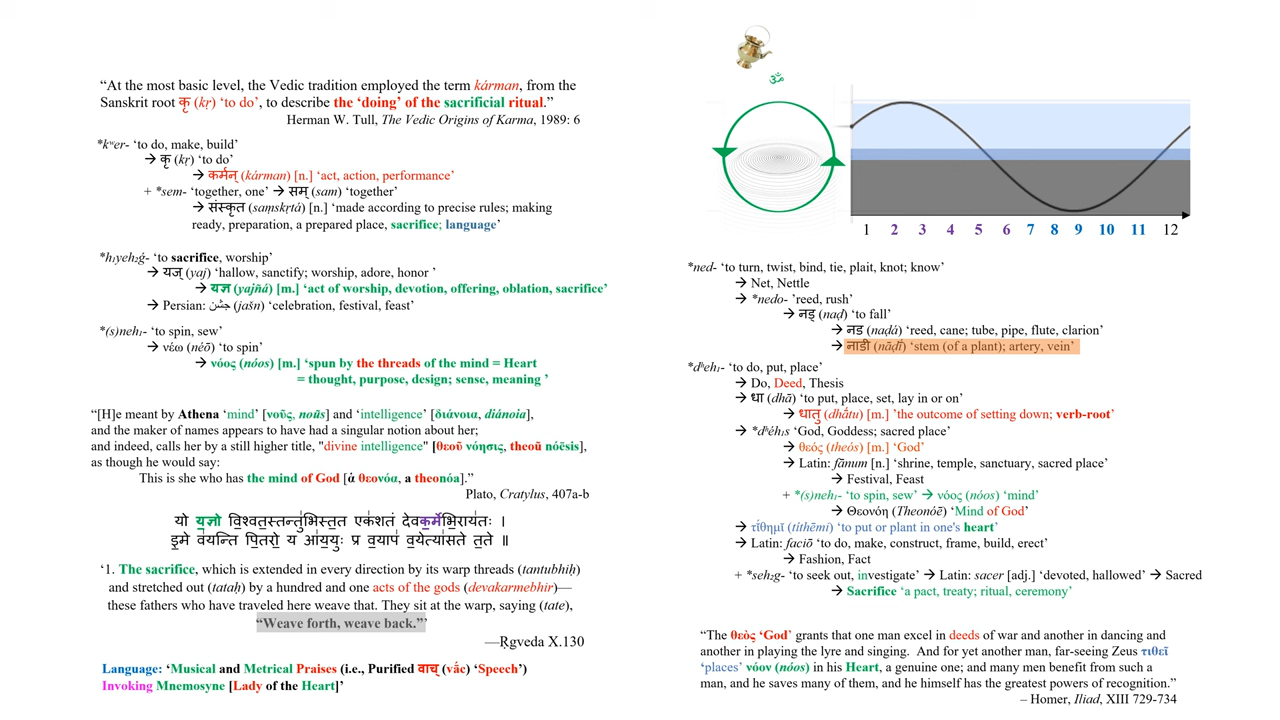 “At the most basic level, the Vedic tradition employed the term kárman, from the
Sanskrit root कृ (kṛ) ‘to do’, to describe the ‘doing’ of the sacrificial ritual.”
Herman W. Tull, The Vedic Origins of Karma, 1989: 6
*kʷer- ‘to do, make, build’
→ कृ (kṛ) ‘to do’
→ कर्मन् (kárman) [n.] ‘act, action, performance’
+ *sem- ‘together, one’ → सम् (sam) ‘together’
→ संस्कृत (saṃskṛtá) [n.] ‘made according to precise rules; making
ready, preparation, a prepared place, sacrifice; language’
*h₁yeh₂ǵ- ‘to sacrifice, worship’
→ यज् (yaj) ‘hallow, sanctify; worship, adore, honor ’
→ यज्ञ (yajñá) [m.] ‘act of worship, devotion, offering, oblation, sacrifice’
→ Persian: جشن (jašn) ‘celebration, festival, feast’
*(s)neh₁- ‘to spin, sew’
→ νέω (néō) ‘to spin’
→ νόος (nóos) [m.] ‘spun by the threads of the mind = Heart
= thought, purpose, design; sense, meaning ’
“[H]e meant by Athena ‘mind’ [νοῦς, noûs] and ‘intelligence’ [διάνοια, diánoia],
and the maker of names appears to have had a singular notion about her;
and indeed, calls her by a still higher title, "divine intelligence" [θεοῦ νόησις, theoû nóēsis],
as though he would say:
This is she who has the mind of God [ἁ θεονόα, a theonóa].”
Plato, Cratylus, 407a-b
यो य॒ज्ञो वि॒श्वत॒स्तन्तु॑भिस्त॒त एक॑शतं देवक॒र्मेभि॒राय॑तः ।
इ॒मे व॑यन्ति पि॒तरो॒ य आ॑य॒युः प्र व॒याप॑ व॒येत्या॑सते त॒ते ॥
‘1. The sacrifice, which is extended in every direction by its warp threads (tantubhiḥ)
and stretched out (tataḥ) by a hundred and one acts of the gods (devakarmebhir)—
these fathers who have traveled here weave that. They sit at the warp, saying (tate),
“Weave forth, weave back.”’
—Ṛgveda X.130
Language: ‘Musical and Metrical Praises (i.e., Purified वाच् (vā́c) ‘Speech’)
Invoking Mnemosyne [Lady of the Heart]’
ॐ
1 2 3 4 5 6 7 8 9 10 11 12
*ned- ‘to turn, twist, bind, tie, plait, knot; know’
→ Net, Nettle
→ *nedo- ’reed, rush’
→ नड् (naḍ) ‘to fall’
→ नड (naḍá) ‘reed, cane; tube, pipe, flute, clarion’
→ नाडी (nāḍī́) ‘stem (of a plant); artery, vein’
*dʰeh₁- ‘to do, put, place’
→ Do, Deed, Thesis
→ धा (dhā) ‘to put, place, set, lay in or on’
→ धातु (dhā́tu) [m.] ’the outcome of setting down; verb-root’
→ *dʰéh₁s ‘God, Goddess; sacred place’
→ θεός (theós) [m.] ‘God’
→ Latin: fānum [n.] ‘shrine, temple, sanctuary, sacred place’
→ Festival, Feast
+ *(s)neh₁- ‘to spin, sew’ → νόος (nóos) ‘mind’
→ Θεονόη (Theonóē) ‘Mind of God’
→ τίθημῐ (títhēmi) ‘to put or plant in one's heart’
→ Latin: faciō ‘to do, make, construct, frame, build, erect’
→ Fashion, Fact
+ *seh₂g- ‘to seek out, investigate’ → Latin: sacer [adj.] ‘devoted, hallowed’ → Sacred
→ Sacrifice ‘a pact, treaty; ritual, ceremony’
“The θεὸς ‘God’ grants that one man excel in deeds of war and another in dancing and
another in playing the lyre and singing. And for yet another man, far-seeing Zeus τιθεῖ
‘places’ νόον (nóos) in his Heart, a genuine one; and many men benefit from such a
man, and he saves many of them, and he himself has the greatest powers of recognition.”
– Homer, Iliad, XIII 729-734